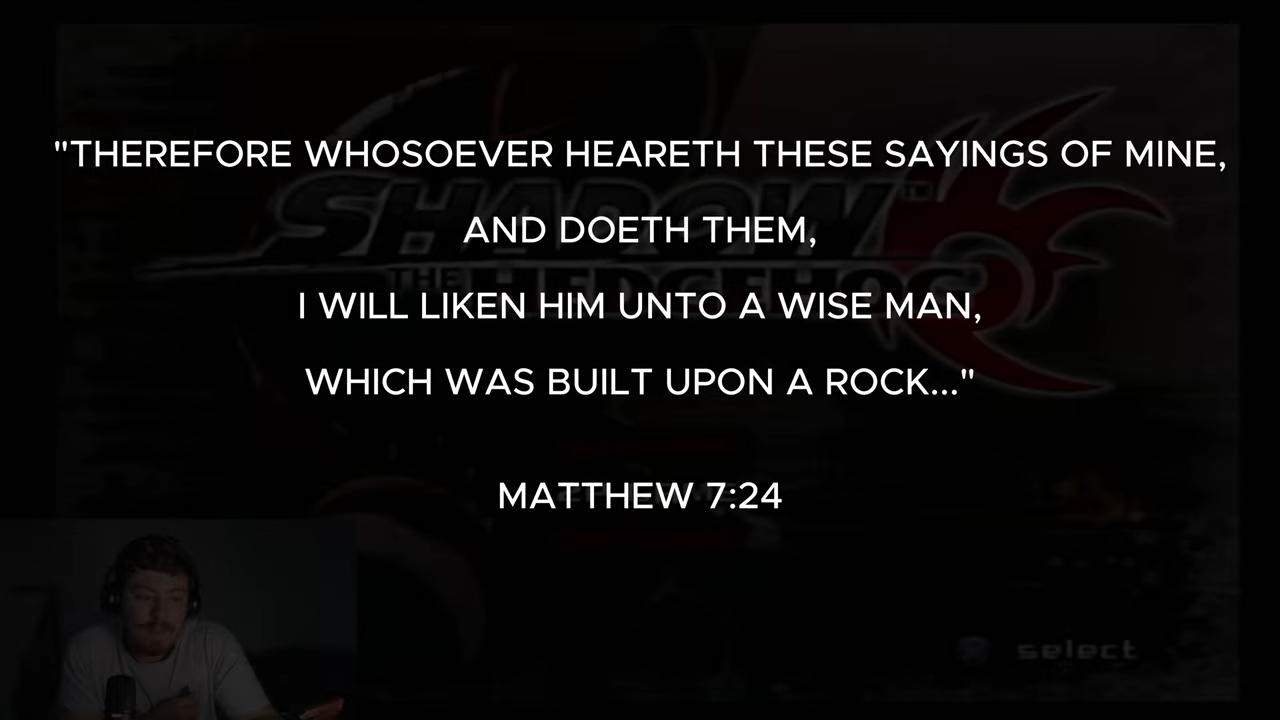 "THEREFORE WHOSOEVER HEARETH THESE SAYINGS OF MINE,
AND DOETH THEM,
I WILL LIKEN HIM UNTO A WISE MAN,
WHICH WAS BUILT UPON A ROCK..."
MATTHEW 7:24
SHADOW
THE HEDGEHOG
select